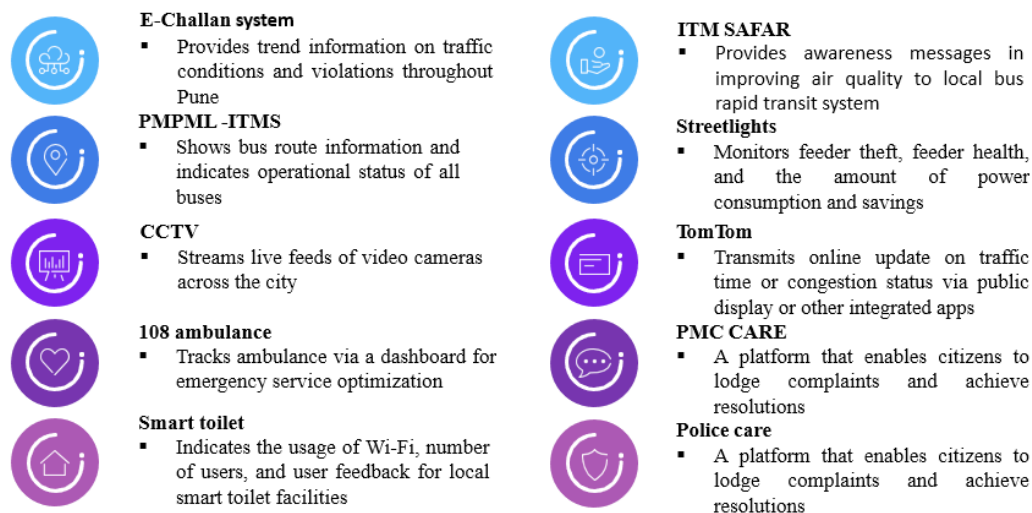 E-Challan system
▪ Provides trend information on traffic
conditions and violations throughout
Pune
PMPML -ITMS
▪ Shows bus route information and
indicates operational status of all
buses
CCTV
▪ Streams live feeds of video cameras
across the city
108 ambulance
▪ Tracks ambulance via a dashboard for
emergency service optimization
Smart toilet
▪ Indicates the usage of Wi-Fi, number
of users, and user feedback for local
smart toilet facilities
ITM SAFAR
▪ Provides awareness messages in
improving air quality to local bus
rapid transit system
Streetlights
▪ Monitors feeder theft, feeder health,
and the amount of power
consumption and savings
TomTom
▪ Transmits online update on traffic
time or congestion status via public
display or other integrated apps
PMC CARE
▪ A platform that enables citizens to
lodge complaints and achieve
resolutions
Police care
▪ A platform that enables citizens to
lodge complaints and achieve
resolutions